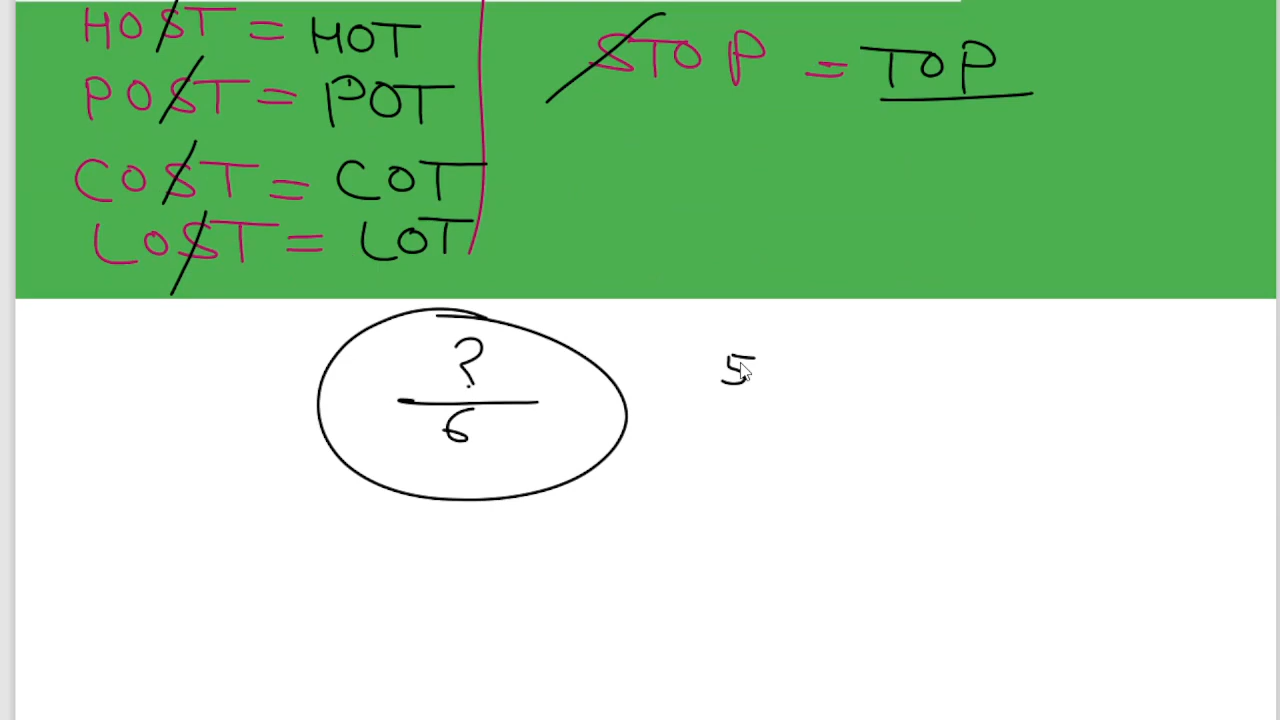 HOST = HOT
POST = POT
COST = COT
LOST = LOT
STOP = TOP
?
6
5